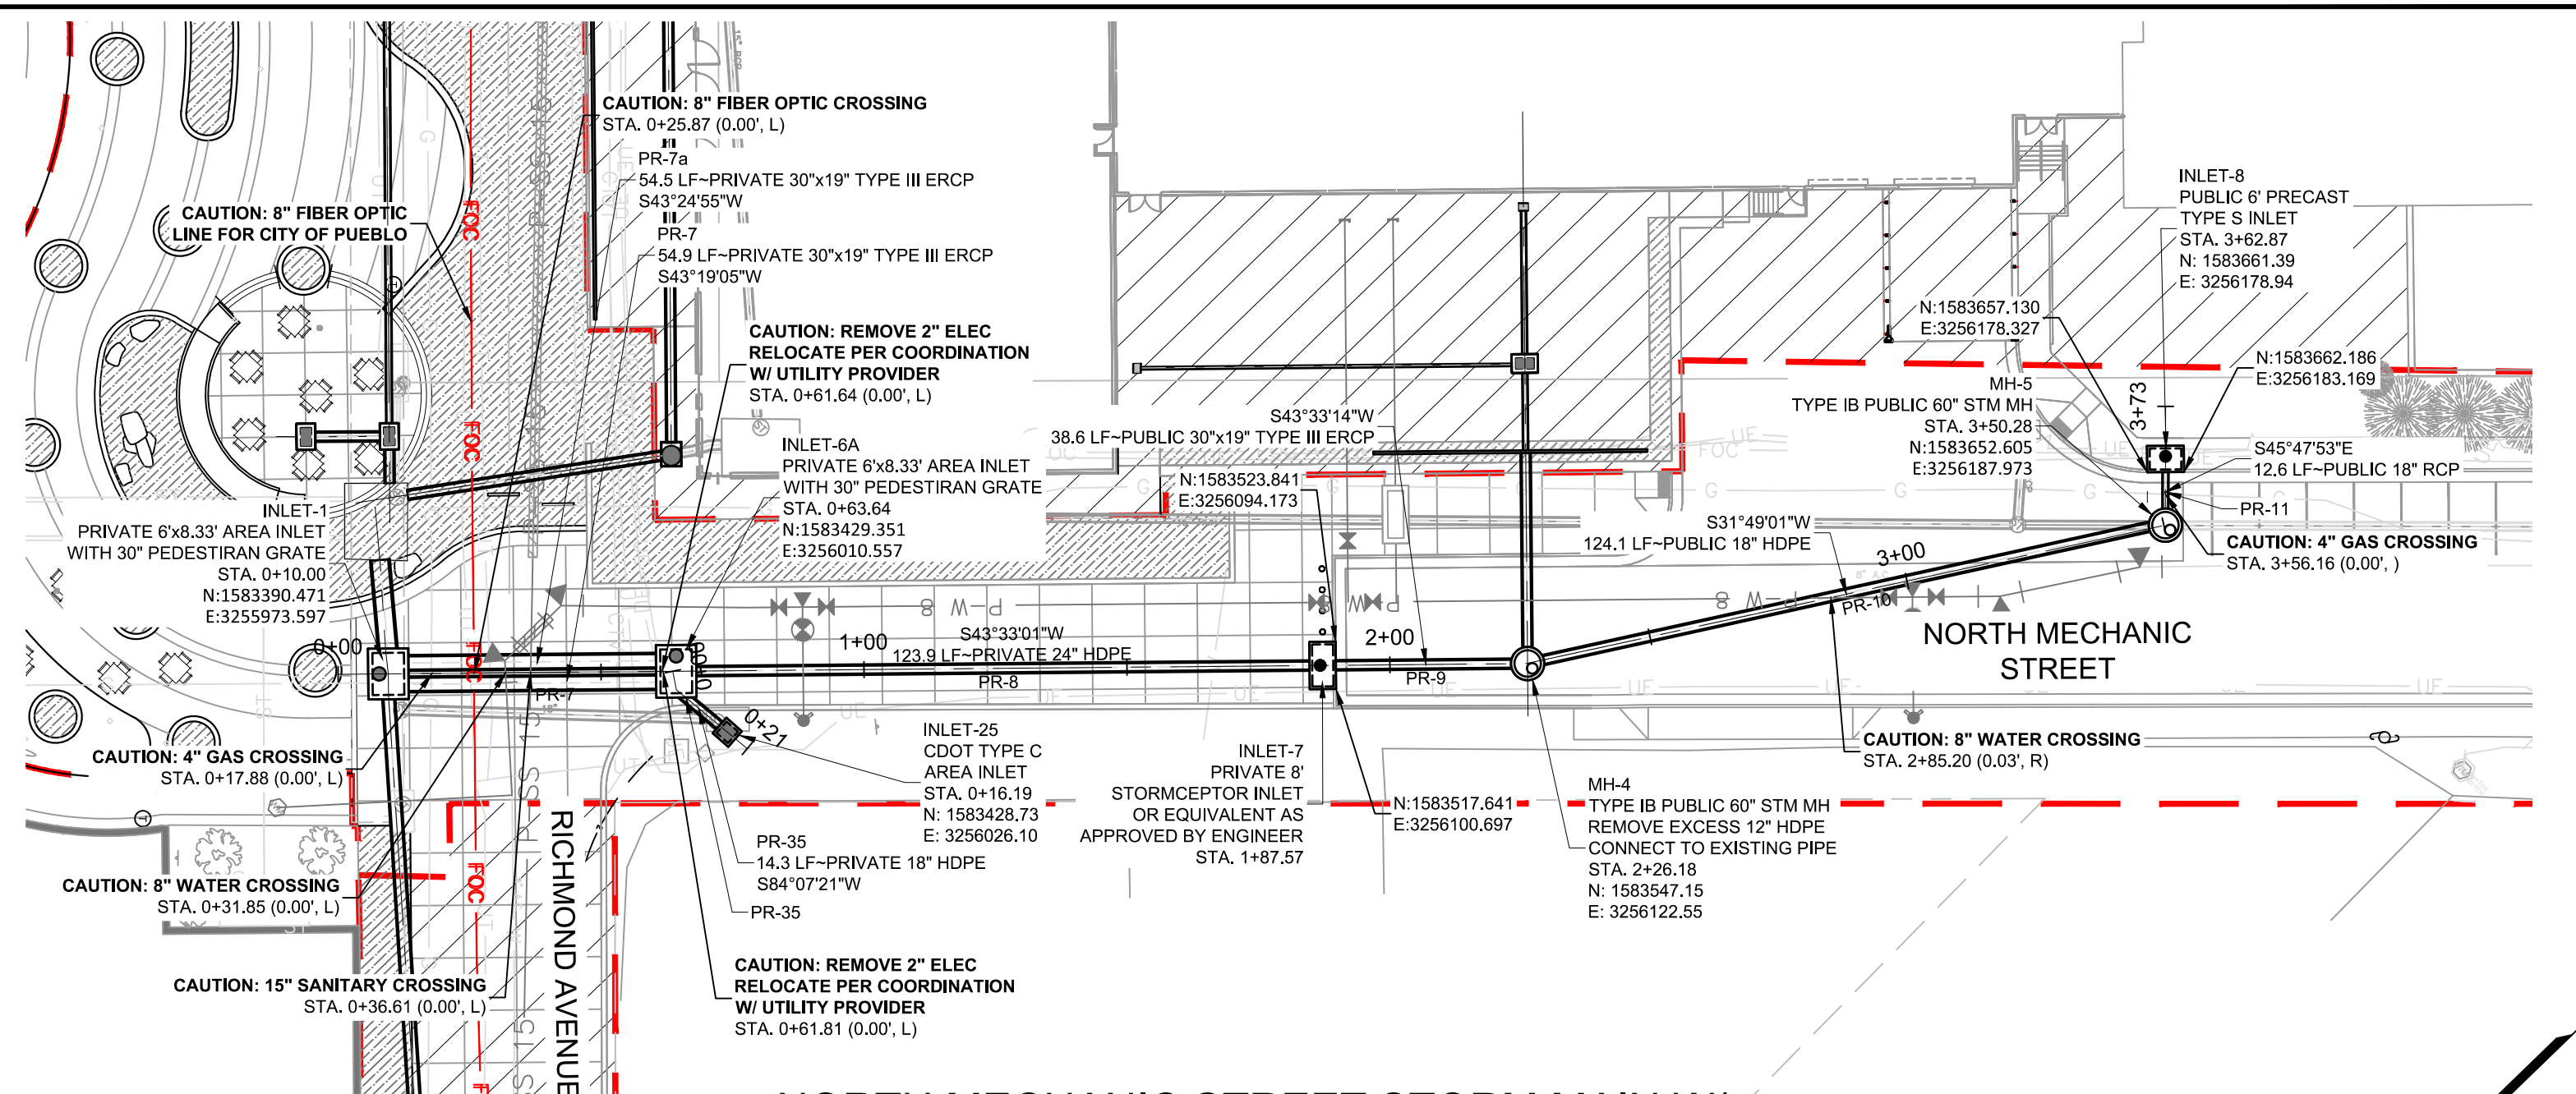 CAUTION: 8" FIBER OPTIC CROSSING
STA. 0+25.87 (0.00', L)
PR-7a
54.5 LF~PRIVATE 30"x19" TYPE III ERCP
S43°24'55"W
PR-7
54.9 LF~PRIVATE 30"x19" TYPE III ERCP
S43°19'05"W
CAUTION: 8" FIBER OPTIC
LINE FOR CITY OF PUEBLO
FOC
FOC
FOC
FOC
CAUTION: REMOVE 2" ELEC
RELOCATE PER COORDINATION
W/ UTILITY PROVIDER
STA. 0+61.64 (0.00', L)
INLET-6A
PRIVATE 6'x8.33' AREA INLET
WITH 30" PEDESTIRAN GRATE
STA. 0+63.64
N:1583429.351
E:3256010.557
INLET-1
PRIVATE 6'x8.33' AREA INLET
WITH 30" PEDESTIRAN GRATE
STA. 0+10.00
N:1583390.471
E:3255973.597
INLET-8
PUBLIC 6' PRECAST
TYPE S INLET
STA. 3+62.87
N: 1583661.39
E: 3256178.94
N:1583657.130
E:3256178.327
N:1583662.186
E:3256183.169
MH-5
TYPE IB PUBLIC 60" STM MH
STA. 3+50.28
N:1583652.605
E:3256187.973
3+73
S45°47'53"E
12.6 LF~PUBLIC 18" RCP
PR-11
CAUTION: 4" GAS CROSSING
STA. 3+56.16 (0.00', )
S43°33'14"W
38.6 LF~PUBLIC 30"x19" TYPE III ERCP
N:1583523.841
E:3256094.173
S31°49'01"W
124.1 LF~PUBLIC 18" HDPE
3+00
PR-10
0+00
1+00
2+00
S43°33'01"W
123.9 LF~PRIVATE 24" HDPE
PR-7
PR-8
PR-9
0+21
8 P-W
P-W
8 P-W
UE
UE
UE
UE
UE
UE
UE
FOC
G
G
G
NORTH MECHANIC
STREET
CAUTION: 4" GAS CROSSING
STA. 0+17.88 (0.00', L)
CAUTION: 8" WATER CROSSING
STA. 0+31.85 (0.00', L)
CAUTION: 15" SANITARY CROSSING
STA. 0+36.61 (0.00', L)
RICHMOND AVENUE
INLET-25
CDOT TYPE C
AREA INLET
STA. 0+16.19
N: 1583428.73
E: 3256026.10
PR-35
14.3 LF~PRIVATE 18" HDPE
S84°07'21"W
PR-35
CAUTION: REMOVE 2" ELEC
RELOCATE PER COORDINATION
W/ UTILITY PROVIDER
STA. 0+61.81 (0.00', L)
INLET-7
PRIVATE 8'
STORMCEPTOR INLET
OR EQUIVALENT AS
APPROVED BY ENGINEER
STA. 1+87.57
N:1583517.641
E:3256100.697
MH-4
TYPE IB PUBLIC 60" STM MH
REMOVE EXCESS 12" HDPE
CONNECT TO EXISTING PIPE
STA. 2+26.18
N: 1583547.15
E: 3256122.55
CAUTION: 8" WATER CROSSING
STA. 2+85.20 (0.03', R)